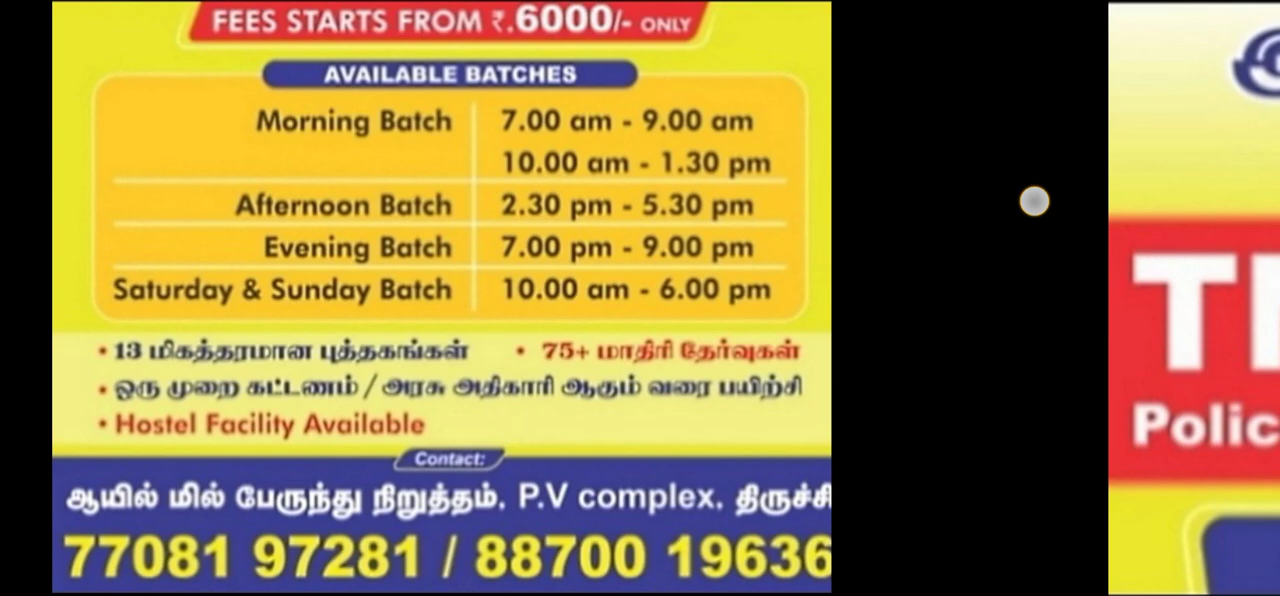 FEES STARTS FROM ₹.6000/- ONLY
AVAILABLE BATCHES
Morning Batch 7.00 am - 9.00 am
10.00 am - 1.30 pm
Afternoon Batch 2.30 pm - 5.30 pm
Evening Batch 7.00 pm - 9.00 pm
Saturday & Sunday Batch 10.00 am - 6.00 pm
• 13 மிகத்தரமான புத்தகங்கள் • 75+ மாதிரி தேர்வுகள்
• ஒரு முறை கட்டணம் / அரசு அதிகாரி ஆகும் வரை பயிற்சி
• Hostel Facility Available
Contact:
ஆயில் மில் பேருந்து நிறுத்தம், P.V complex,
77081 97281 / 88700 19636